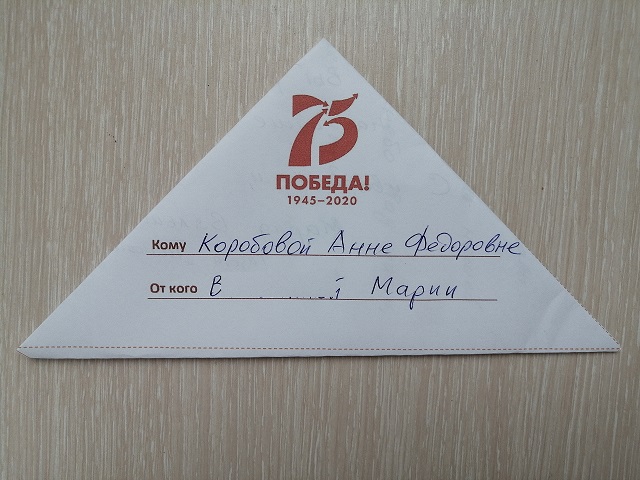 75
ПОБЕДА!
1945–2020
Кому Коробовой Анне Федоровне
От кого Марии